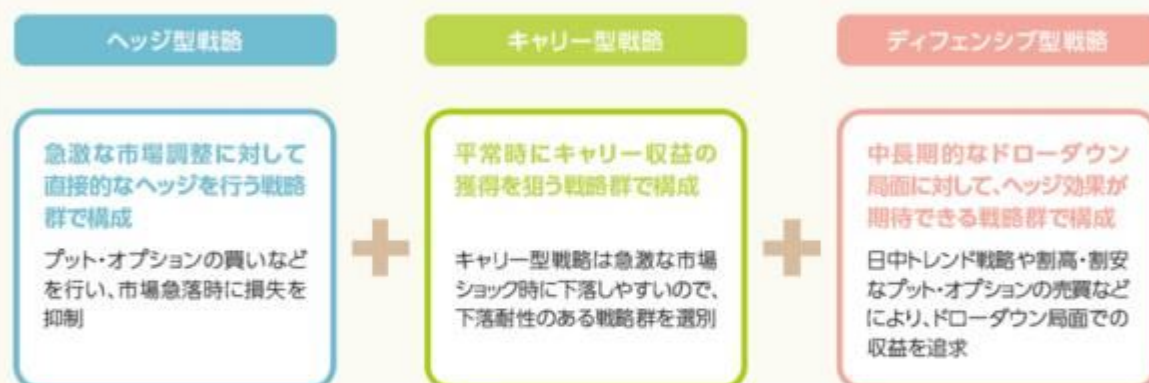 ヘッジ型戦略
キャリー型戦略
ディフェンシブ型戦略
急激な市場調整に対して
直接的なヘッジを行う戦略
群で構成
プット・オプションの買いなど
を行い、市場急落時に損失を
抑制
平常時にキャリー収益の
獲得を狙う戦略群で構成
キャリー型戦略は急激な市場
ショック時に下落しやすいので、
下落耐性のある戦略群を選別
中長期的なドローダウン
局面に対して、ヘッジ効果が
期待できる戦略群で構成
日中トレンド戦略や割高・割安
なプット・オプションの売買など
により、ドローダウン局面での
収益を追求